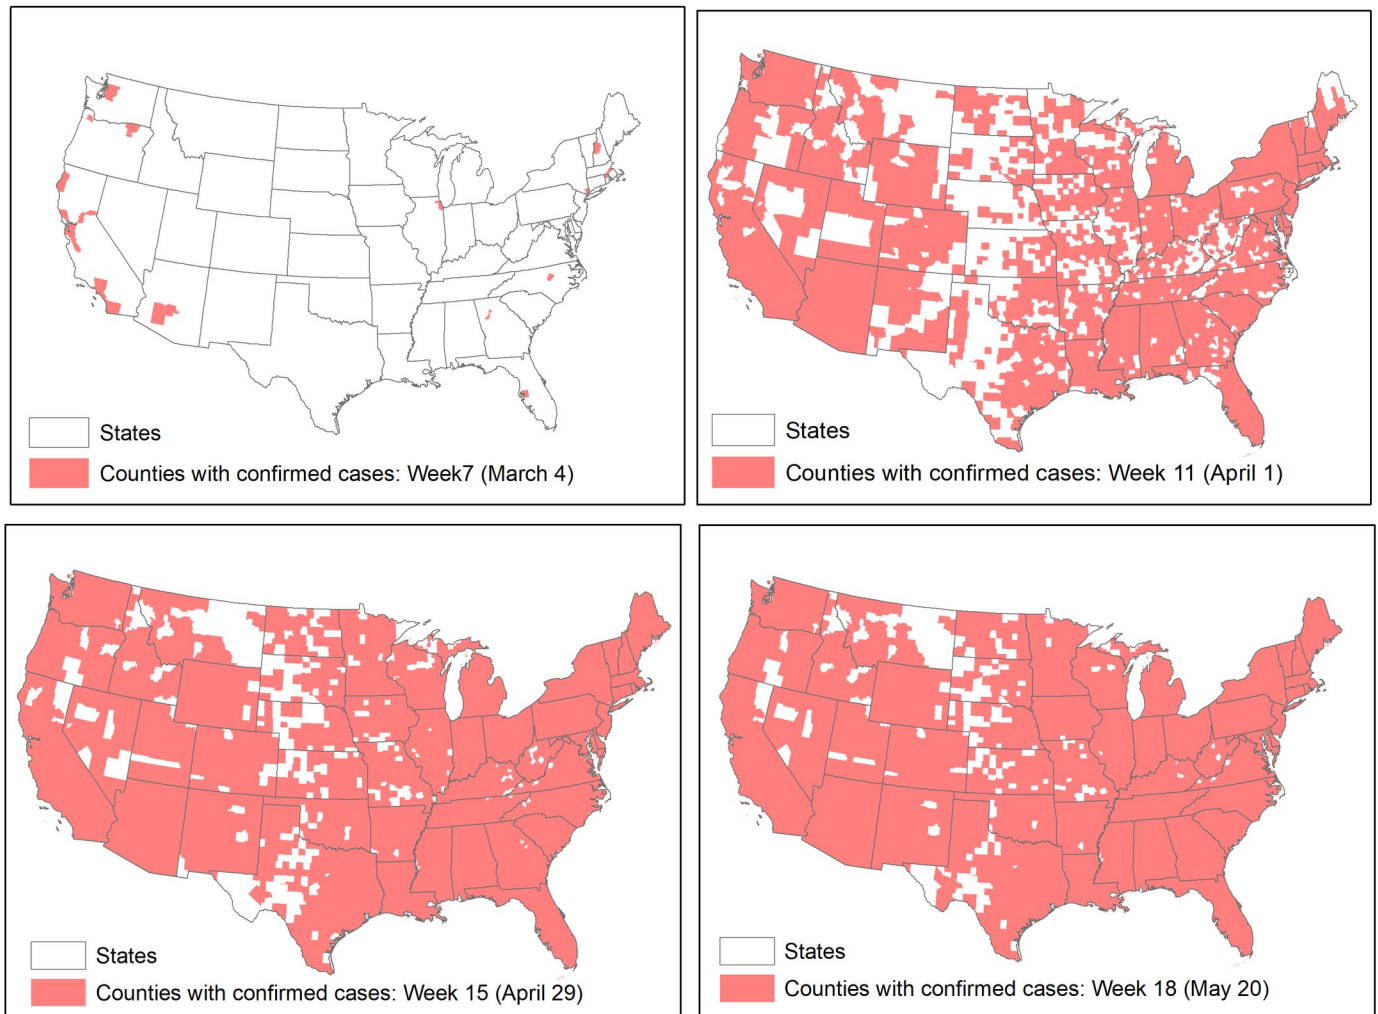 States
Counties with confirmed cases: Week7 (March 4)
States
Counties with confirmed cases: Week 11 (April 1)
States
Counties with confirmed cases: Week 15 (April 29)
States
Counties with confirmed cases: Week 18 (May 20)